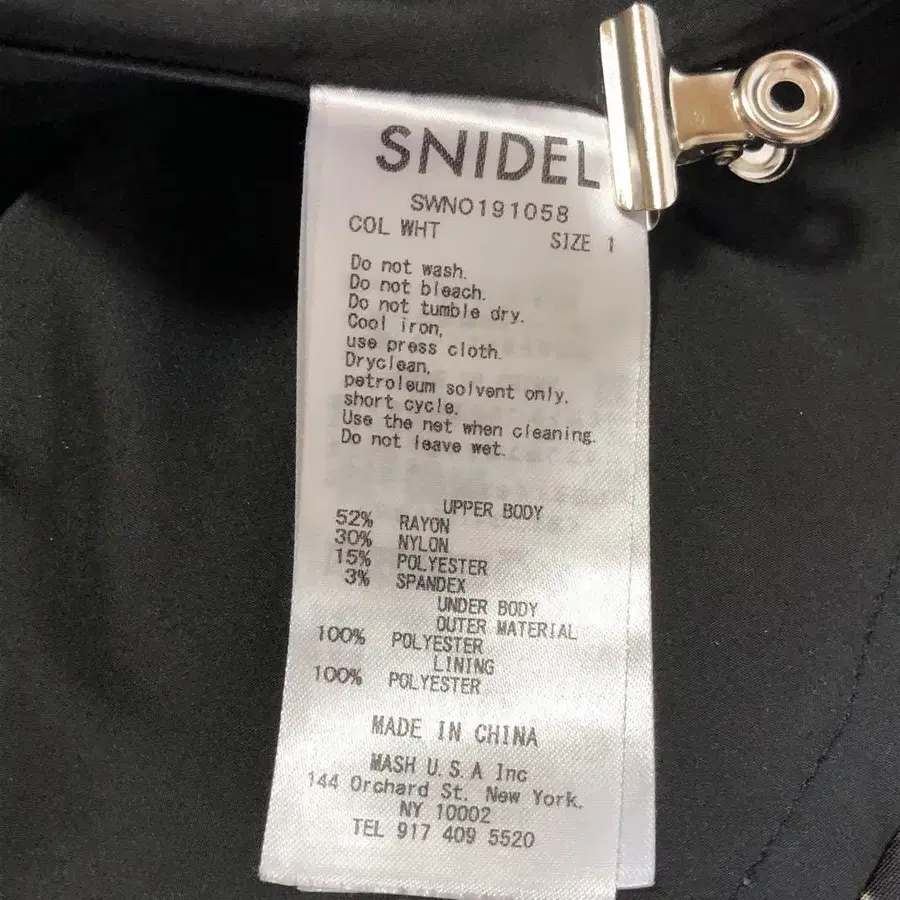 SNIDEL
SWNO191058
COL WHT SIZE 1
Do not wash.
Do not bleach.
Do not tumble dry.
Cool iron,
use press cloth.
Dryclean,
petroleum solvent only,
short cycle.
Use the net when cleaning.
Do not leave wet.
UPPER BODY
52% RAYON
30% NYLON
15% POLYESTER
3% SPANDEX
UNDER BODY
OUTER MATERIAL
100% POLYESTER
LINING
100% POLYESTER
MADE IN CHINA
MASH U.S.A Inc
144 Orchard St. New York.
NY 10002
TEL 917 409 5520